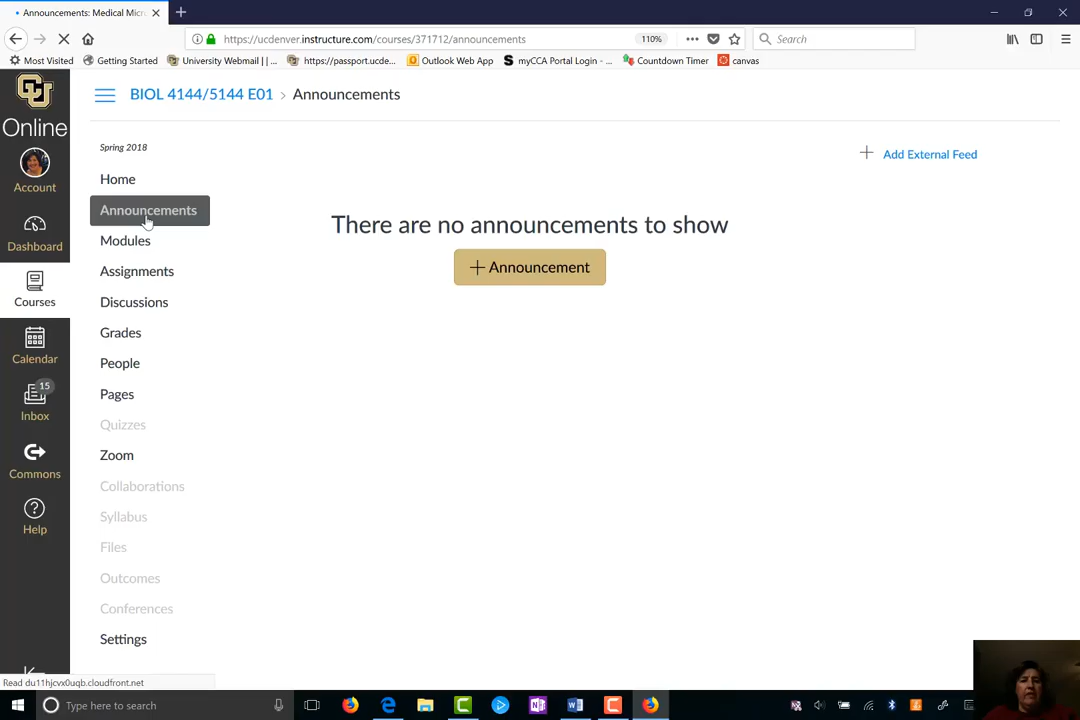 Announcements: Medical Micr
https://ucdenver.instructure.com/courses/371712/announcements
110%
Search
Most Visited
Getting Started
University Webmail | ...
https://passport.ucde...
Outlook Web App
myCCA Portal Login - ...
Countdown Timer
canvas
CU
Online
Account
Dashboard
Courses
Calendar
15
Inbox
Commons
Help
BIOL 4144/5144 E01 > Announcements
Spring 2018
Home
Announcements
Modules
Assignments
Discussions
Grades
People
Pages
Quizzes
Zoom
Collaborations
Syllabus
Files
Outcomes
Conferences
Settings
+ Add External Feed
There are no announcements to show
+ Announcement
Read du11hjcvx0uqb.cloudfront.net
Type here to search